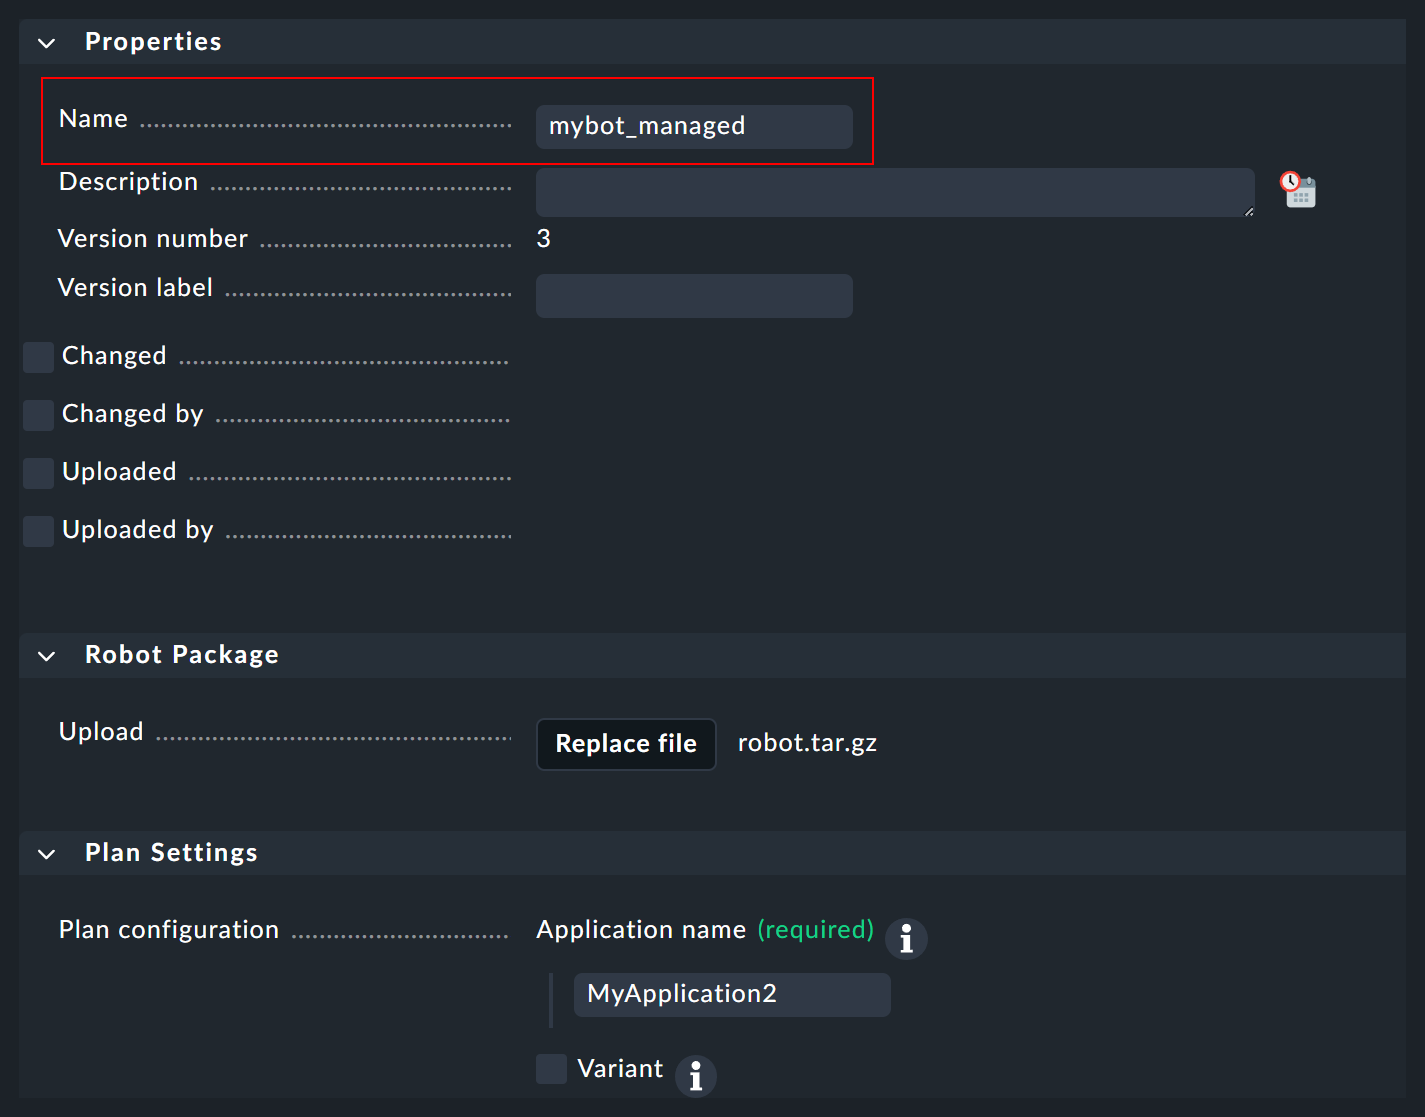 Properties
Name mybot_managed
Description
Version number 3
Version label
Changed
Changed by
Uploaded
Uploaded by
Robot Package
Upload Replace file robot.tar.gz
Plan Settings
Plan configuration Application name (required)
MyApplication2
Variant